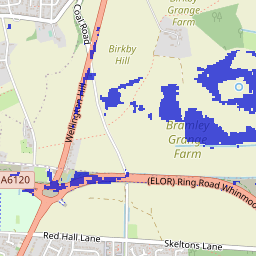 Birkby
Grange
Farm
Birkby
Hill
Coal Road
Wellington Hill
Bramley
Grange
Farm
A6120
(ELOR) Ring Road Whinmoo
Red Hall Lane
Skeltons Lane